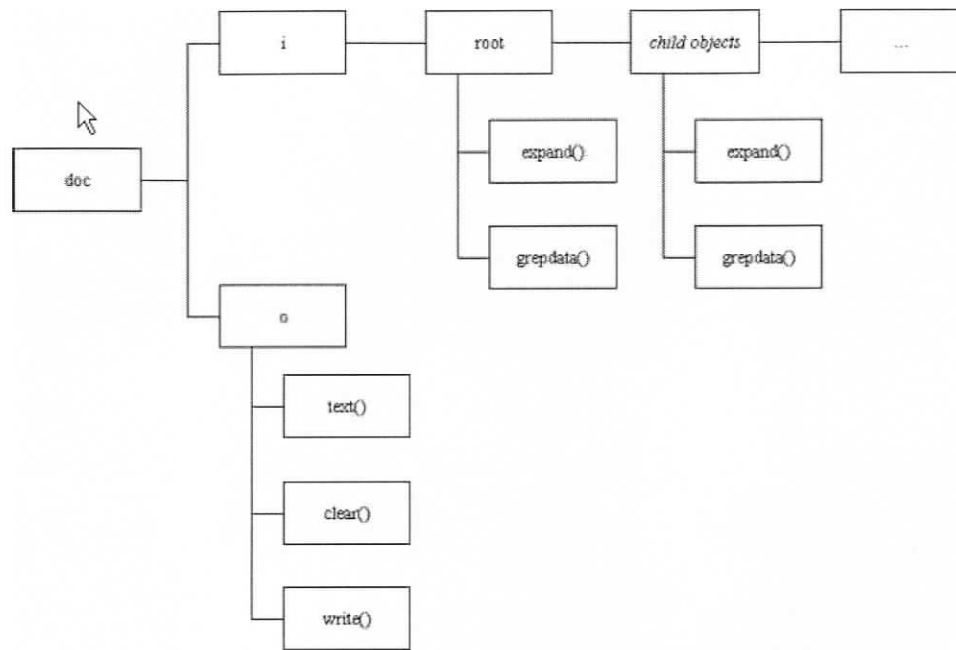 i
root
child objects
...
expand()
expand()
doc
grepdata()
grepdata()
o
text()
clear()
write()